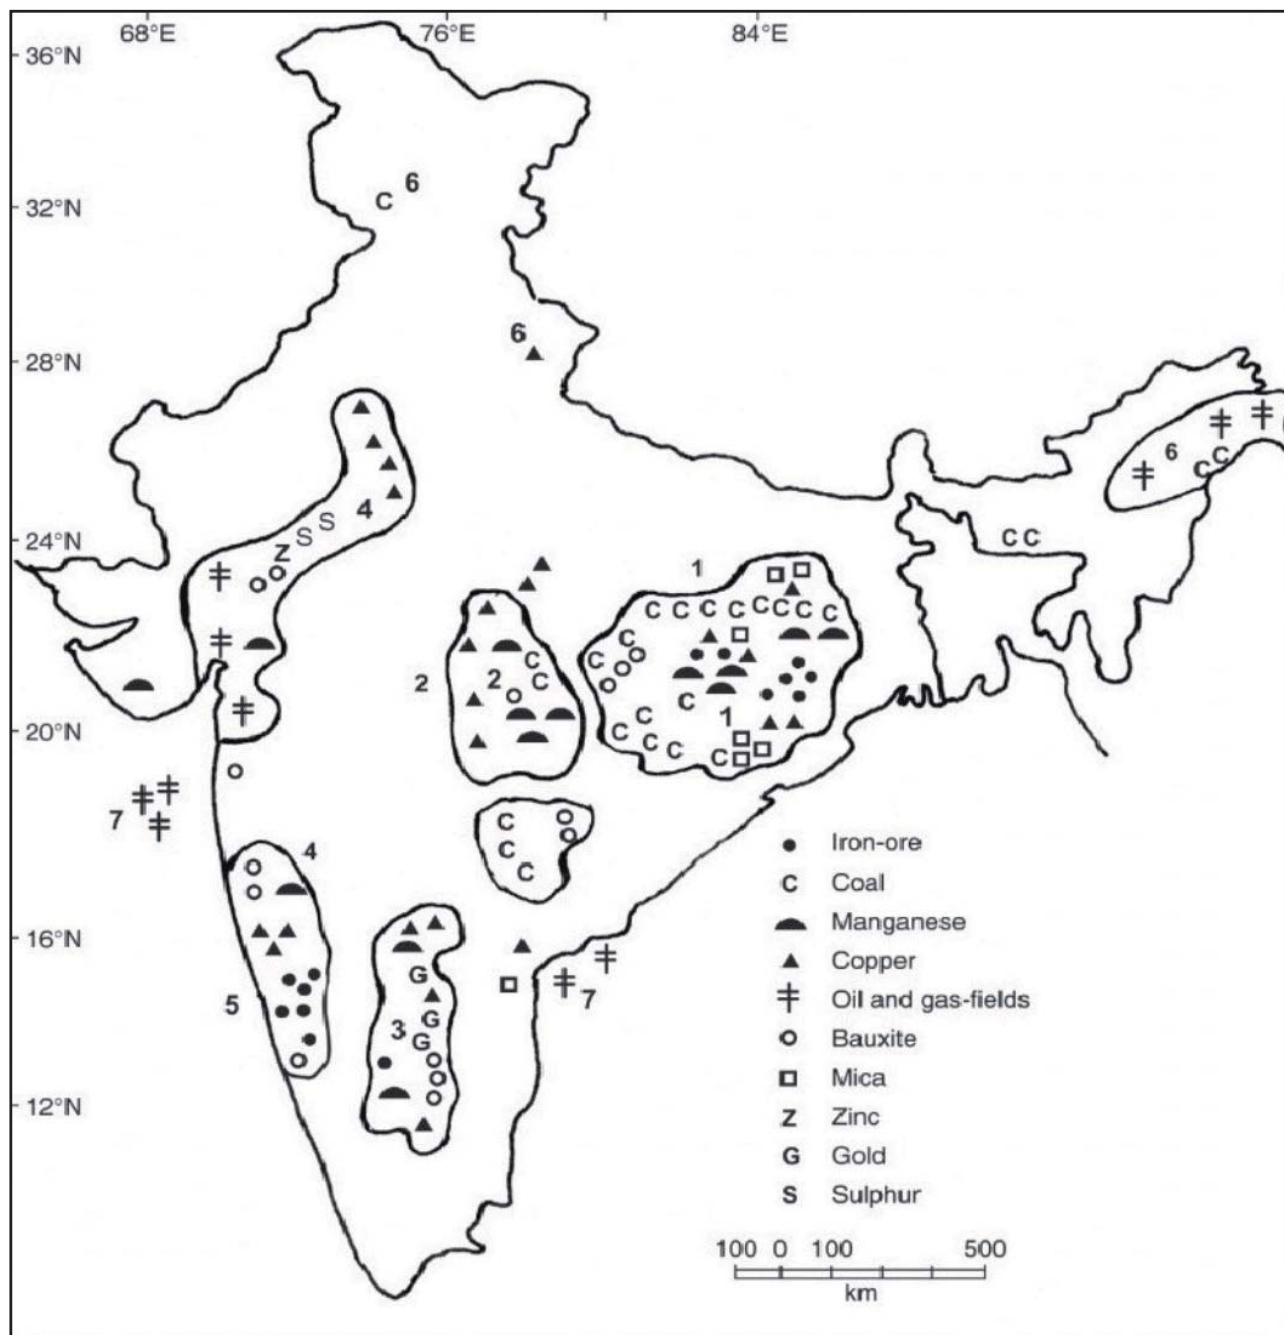 68°E 76°E 84°E
36°N
6
C
32°N
6
28°N
6
C C
4
S S
24°N
Z
C C
1
C C C C C C C C
C
C
C
2
2
C
C
C
1
20°N
C C
C C C
7
C
C
C
4
Iron-ore
C Coal
Manganese
16°N
Copper
G
Oil and gas-fields
7
5
G
3
G
Bauxite
Mica
12°N
Z Zinc
G Gold
S Sulphur
100 0 100 500
km